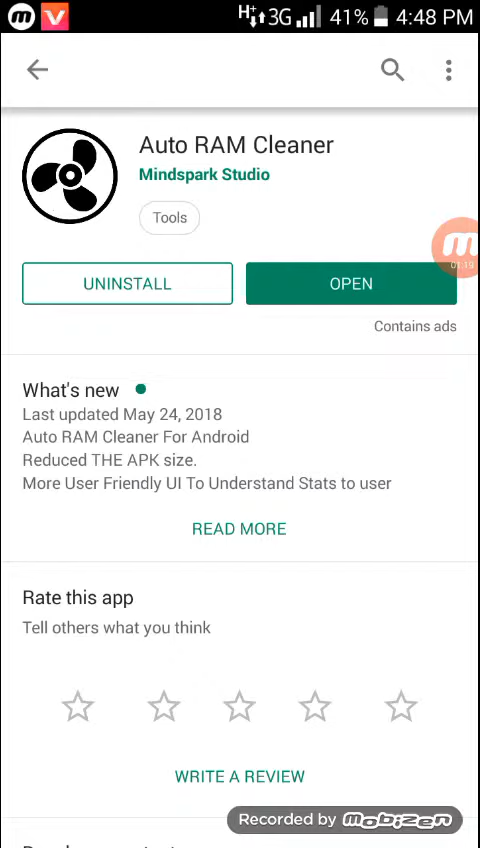 m V H+ 3G 41% 4:48 PM
Auto RAM Cleaner
Mindspark Studio
Tools
m
01:19
UNINSTALL OPEN
Contains ads
What's new
Last updated May 24, 2018
Auto RAM Cleaner For Android
Reduced THE APK size.
More User Friendly UI To Understand Stats to user
READ MORE
Rate this app
Tell others what you think
WRITE A REVIEW
Recorded by mobizen